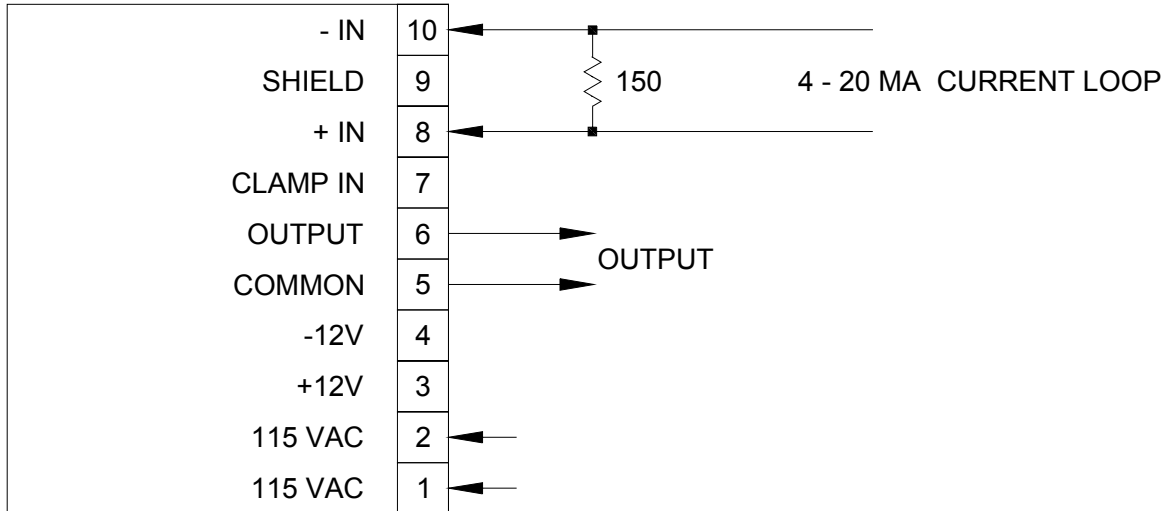 - IN 10
SHIELD 9
+ IN 8
CLAMP IN 7
OUTPUT 6
COMMON 5
-12V 4
+12V 3
115 VAC 2
115 VAC 1
150
4 - 20 MA CURRENT LOOP
OUTPUT